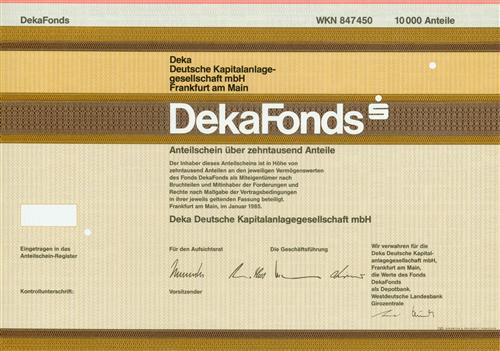 DekaFonds WKN 847450 10000 Anteile
Deka
Deutsche Kapitalanlage-
gesellschaft mbH
Frankfurt am Main
DekaFonds
Anteilschein über zehntausend Anteile
Der Inhaber dieses Anteilscheins ist in Höhe von
zehntausend Anteilen an den jeweiligen Vermögenswerten
des Fonds DekaFonds als Miteigentümer nach
Bruchteilen und Mitinhaber der Forderungen und
Rechte nach Maßgabe der Vertragsbedingungen
in ihrer jeweils geltenden Fassung beteiligt.
Frankfurt am Main, im Januar 1985.
Deka Deutsche Kapitalanlagegesellschaft mbH
Eingetragen in das
Anteilschein-Register
Kontrollunterschrift:
Für den Aufsichtsrat
Vorsitzender
Die Geschäftsführung
Wir verwahren für die
Deka Deutsche Kapital-
anlagegesellschaft mbH,
Frankfurt am Main,
die Werte des Fonds
DekaFonds
als Depotbank.
Westdeutsche Landesbank
Girozentrale